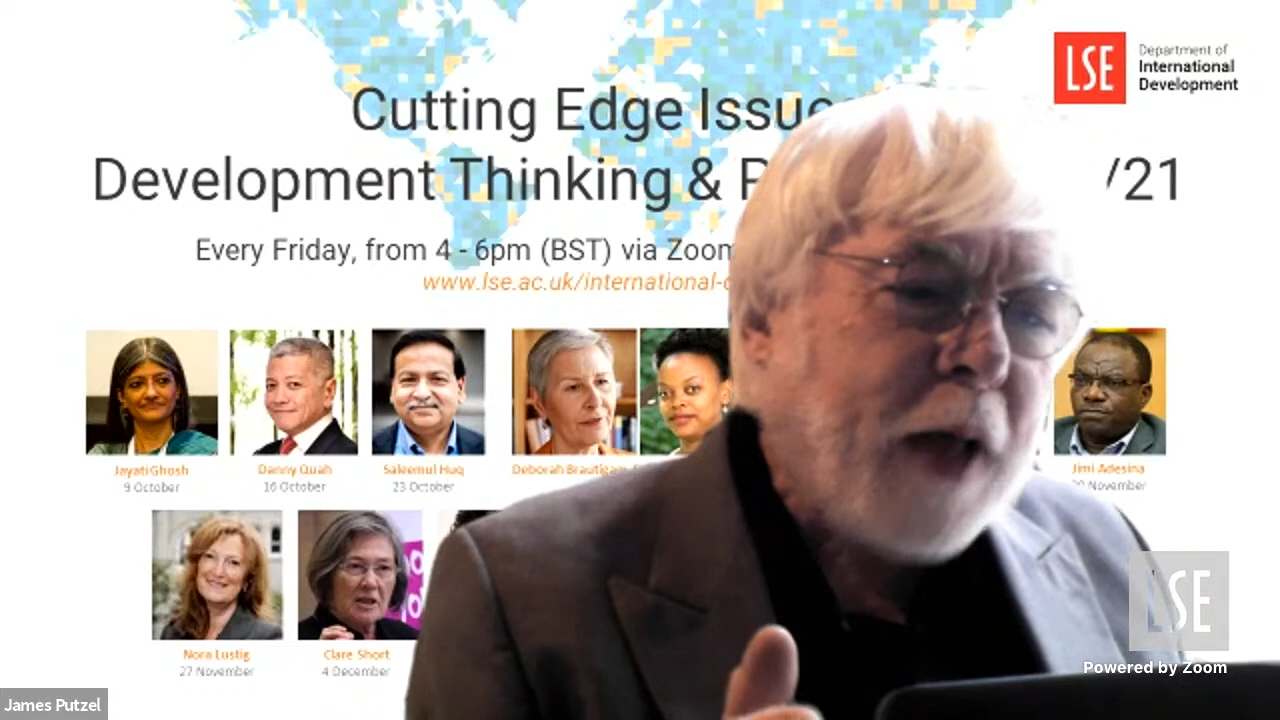 LSE
Department of
International
Development
Cutting Edge Issue
Development Thinking & P /21
Every Friday, from 4 - 6pm (BST) via Zoom
www.lse.ac.uk/international-
Jayati Ghosh
9 October
Danny Quah
16 October
Saleemul Huq
23 October
Deborah Brautigam
Jimi Adesina
November
Nora Lustig
27 November
Clare Short
4 December
LSE
Powered by Zoom
James Putzel